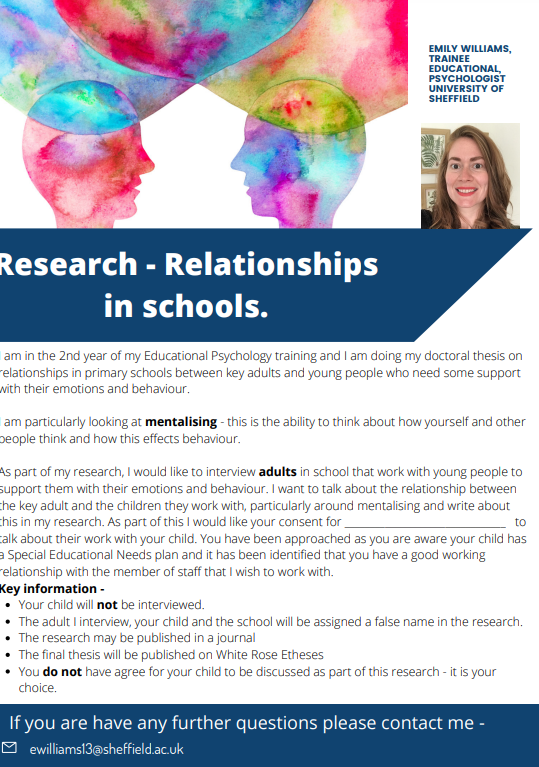 EMILY WILLIAMS,
TRAINEE
EDUCATIONAL,
PSYCHOLOGIST
UNIVERSITY OF
SHEFFIELD
Research - Relationships
in schools.
I am in the 2nd year of my Educational Psychology training and I am doing my doctoral thesis on
relationships in primary schools between key adults and young people who need some support
with their emotions and behaviour.
I am particularly looking at mentalising - this is the ability to think about how yourself and other
people think and how this effects behaviour.
As part of my research, I would like to interview adults in school that work with young people to
support them with their emotions and behaviour. I want to talk about the relationship between
the key adult and the children they work with, particularly around mentalising and write about
this in my research. As part of this I would like your consent for ______________________________ to
talk about their work with your child. You have been approached as you are aware your child has
a Special Educational Needs plan and it has been identified that you have a good working
relationship with the member of staff that I wish to work with.
Key information -
• Your child will not be interviewed.
• The adult I interview, your child and the school will be assigned a false name in the research.
• The research may be published in a journal
• The final thesis will be published on White Rose Etheses
• You do not have agree for your child to be discussed as part of this research - it is your
choice.
If you are have any further questions please contact me -
ewilliams13@sheffield.ac.uk